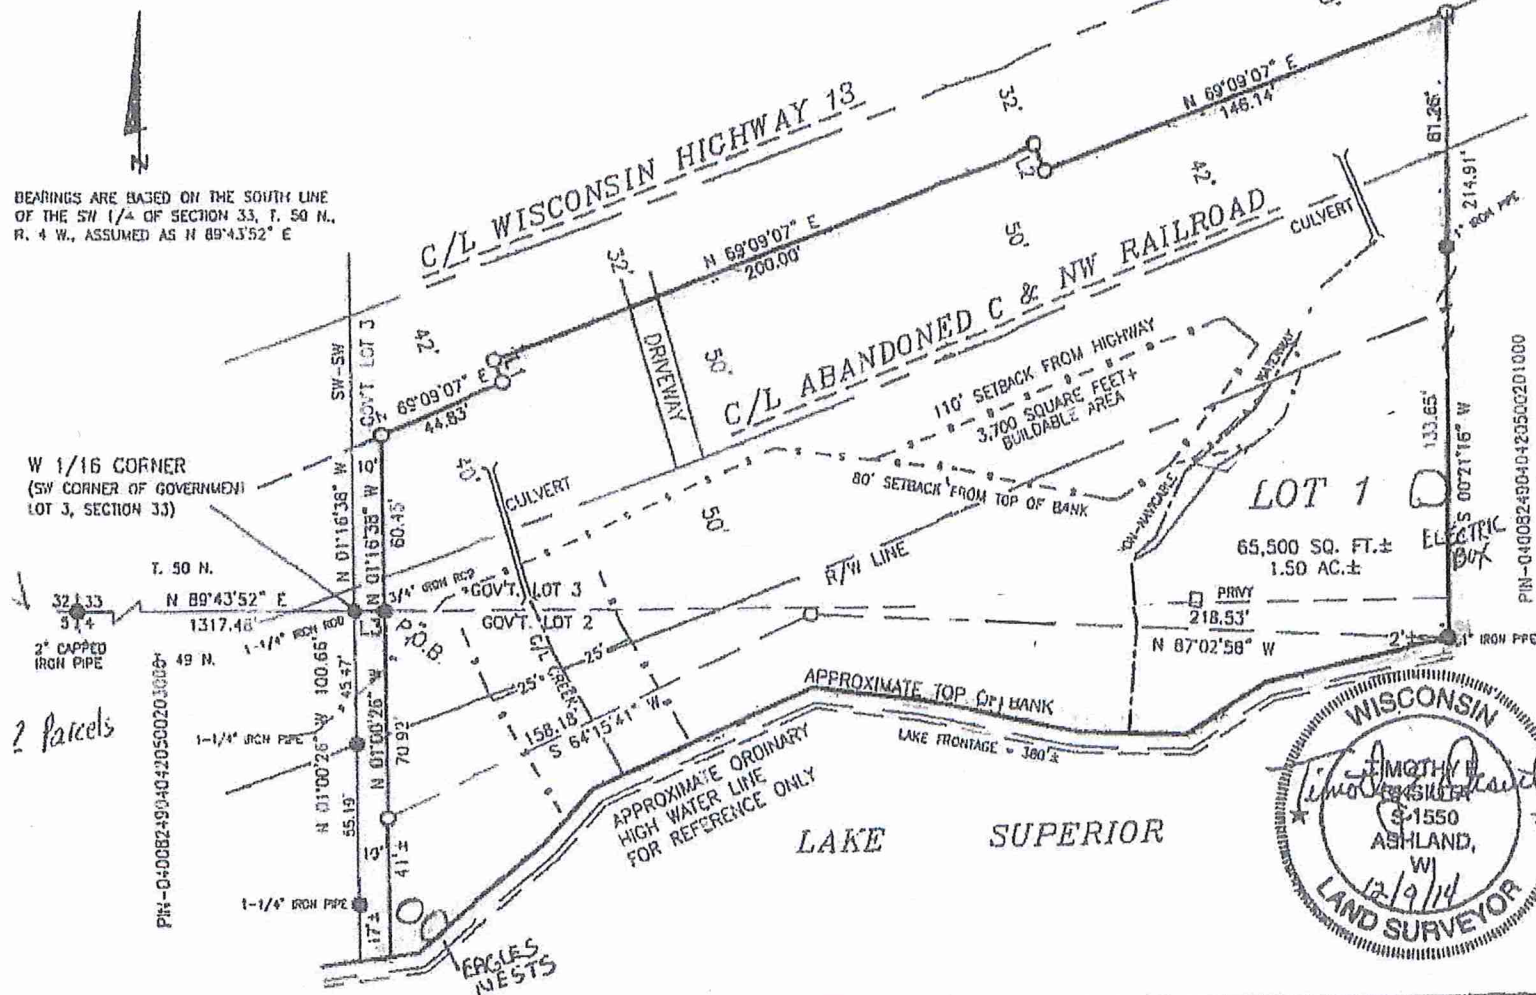 N
BEARINGS ARE BASED ON THE SOUTH LINE
OF THE SW 1/4 OF SECTION 33, T. 50 N.,
R. 4 W., ASSUMED AS N 89°43'52" E
C/L WISCONSIN HIGHWAY 13
32'
N 69°09'07" E
146.14'
61.26'
214.91'
1" IRON PIPE
L2
42'
N 69°09'07" E
200.00'
50'
C/L ABANDONED C & NW RAILROAD
CULVERT
32'
DRIVEWAY
50'
42'
L1
N 69°09'07" E
44.83'
SW-SW
GOV'T LOT 3
110' SETBACK FROM HIGHWAY
3,700 SQUARE FEET±
BUILDABLE AREA
80' SETBACK FROM TOP OF BANK
WATERWAY
NON-NAVIGABLE
PIN-040082490404205002201000
133.65'
S 00°21'16" W
LOT 1
65,500 SQ. FT.±
1.50 AC.±
ELECTRIC
BOX
W 1/16 CORNER
(SW CORNER OF GOVERNMENT
LOT 3, SECTION 33)
N 01°16'38" W
10'
N 01°16'38" W
60.45'
40'
CULVERT
50'
R/W LINE
T. 50 N.
32 33
5 4
2" CAPPED
IRON PIPE
N 89°43'52" E
1317.48'
49 N.
1-1/4" IRON ROD
3/4" IRON ROD
GOV'T. LOT 3
GOV'T. LOT 2
P.O.B.
L3
PRIVY
218.53'
N 87°02'58" W
2'±
1" IRON PIPE
C/L CREEK
25'
25'
158.18'
S 64°15'41" W
N 01°00'26" W 100.66'
45.47'
N 01°00'26" W
70.92'
1-1/4" IRON PIPE
55.19'
2 Parcels
15'
41'±
1-1/4" IRON PIPE
17'±
APPROXIMATE TOP OF BANK
LAKE FRONTAGE = 380'±
APPROXIMATE ORDINARY
HIGH WATER LINE
FOR REFERENCE ONLY
LAKE SUPERIOR
EAGLES
NESTS
WISCONSIN
TIMOTHY
S-1550
ASHLAND,
WI
12/9/14
LAND SURVEYOR